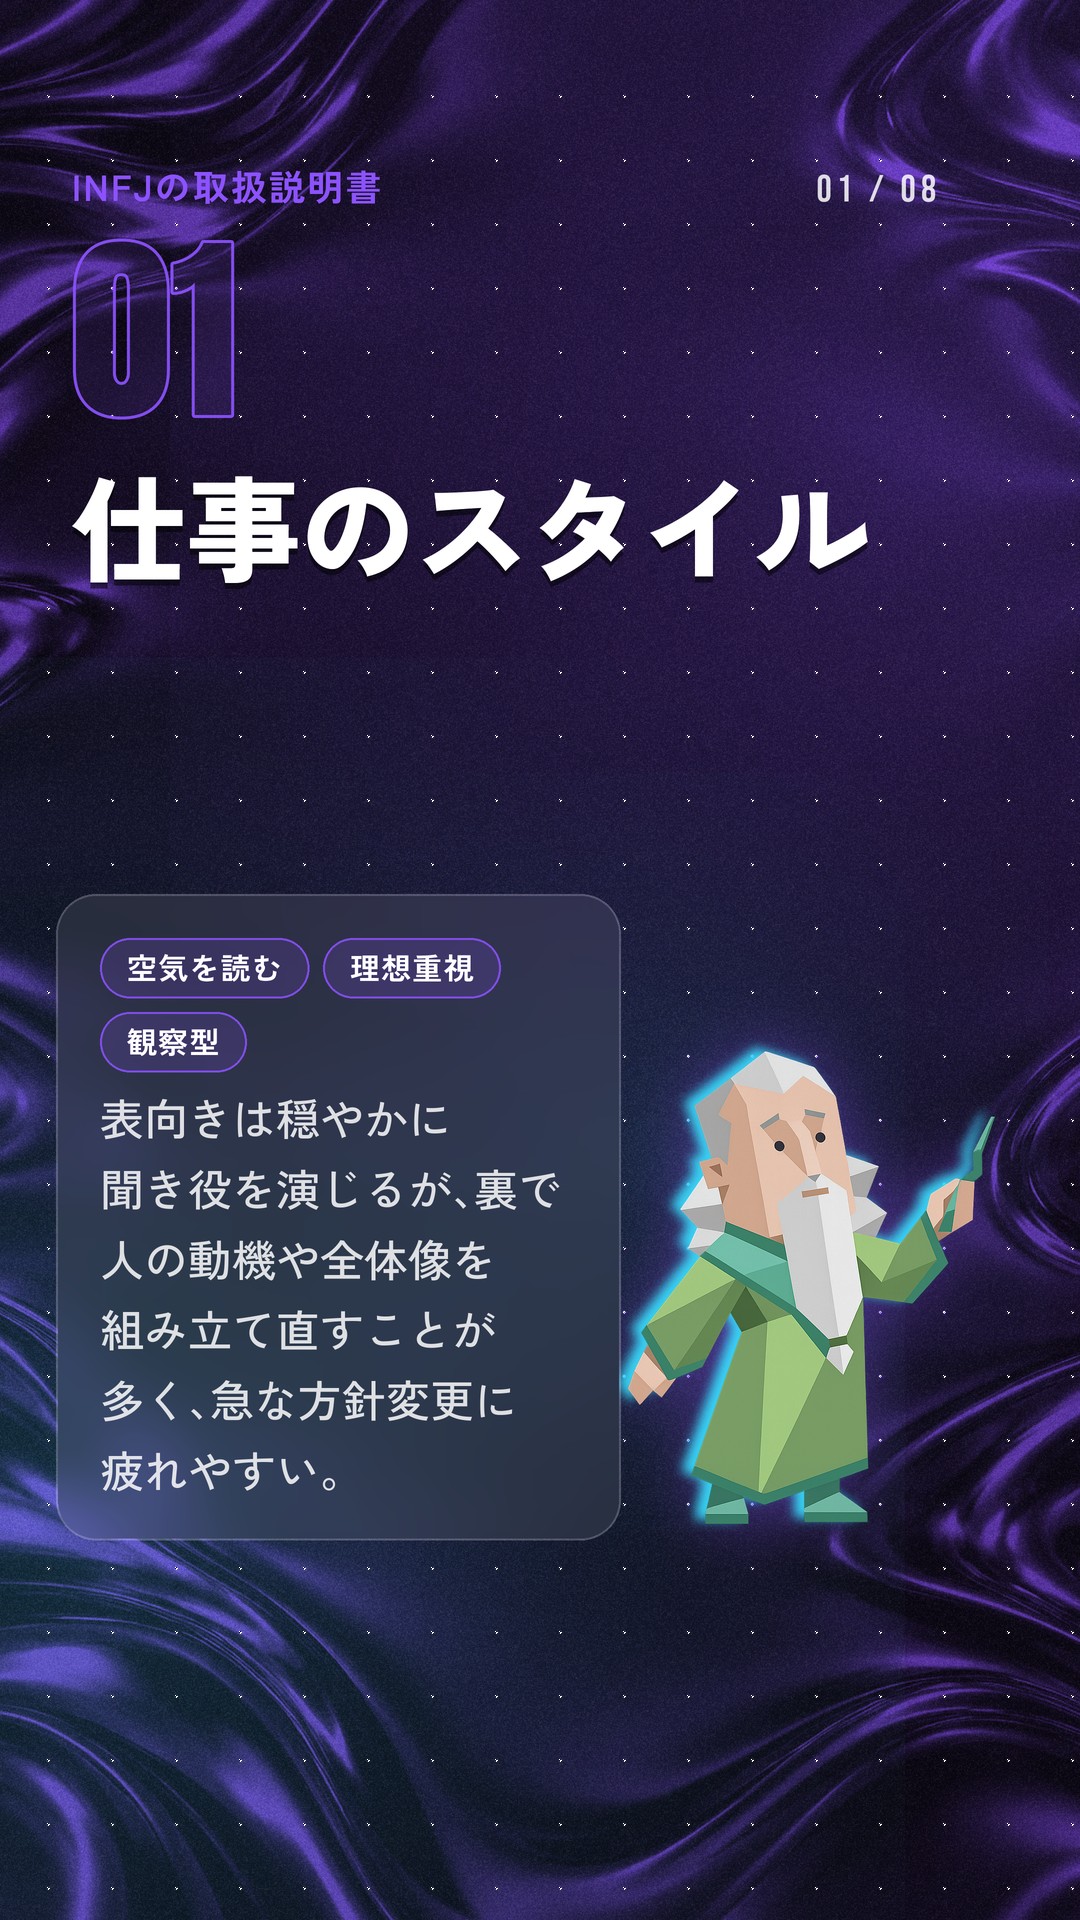 INFJの取扱説明書
01 / 08
01
仕事のスタイル
空気を読む
理想重視
観察型
表向きは穏やかに
聞き役を演じるが、裏で
人の動機や全体像を
組み立て直すことが
多く、急な方針変更に
疲れやすい。